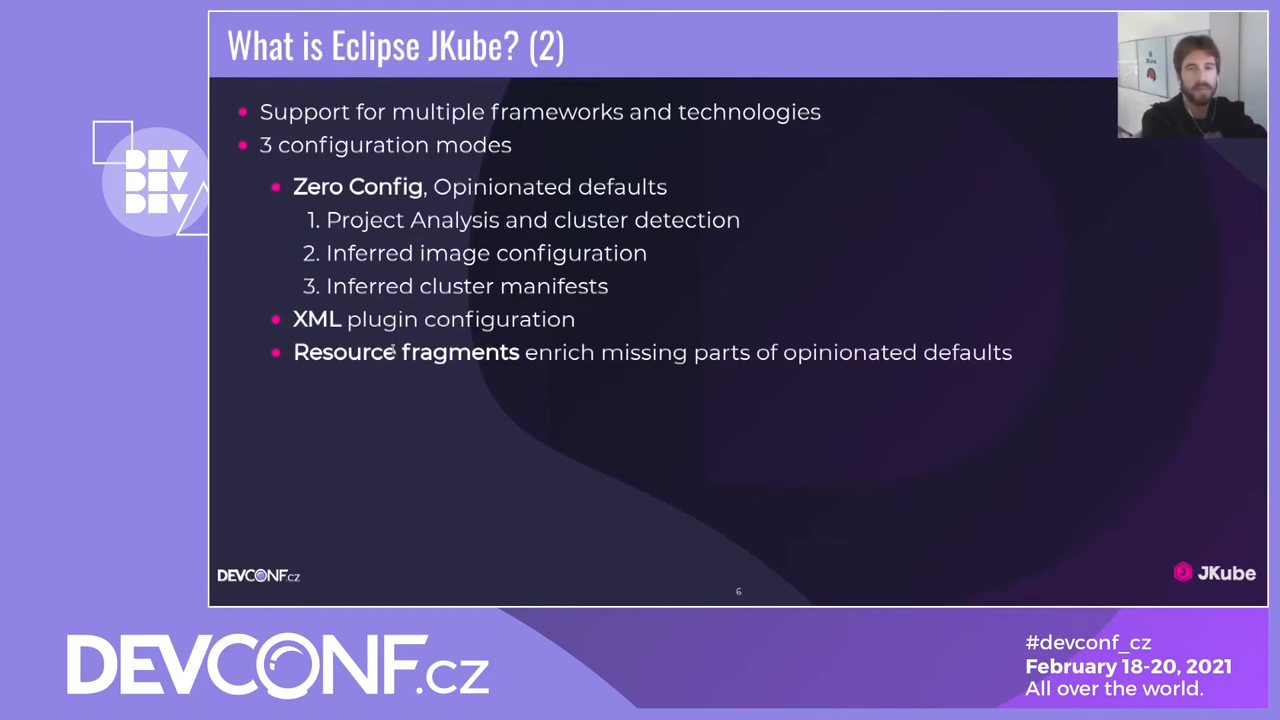 What is Eclipse JKube? (2)
Support for multiple frameworks and technologies
3 configuration modes
Zero Config, Opinionated defaults
1. Project Analysis and cluster detection
2. Inferred image configuration
3. Inferred cluster manifests
XML plugin configuration
Resource fragments enrich missing parts of opinionated defaults
DEV
DEV
DEV
DEVCONF.cz
6
JKube
DEVCONF.cz
#devconf_cz
February 18-20, 2021
All over the world.